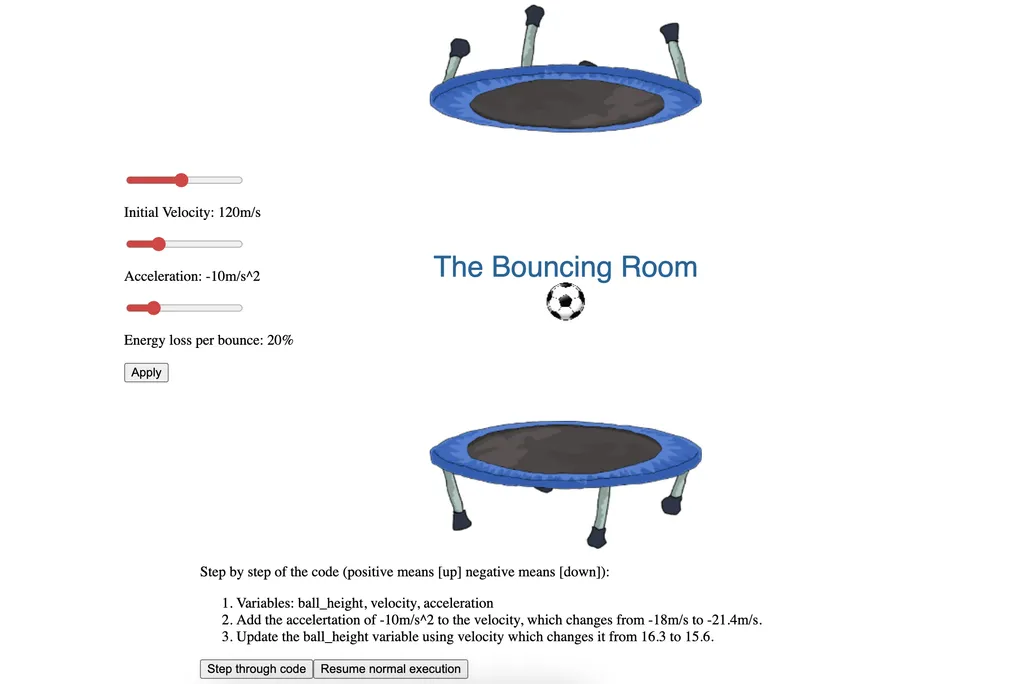 Initial Velocity: 120m/s
Acceleration: -10m/s^2
The Bouncing Room
Energy loss per bounce: 20%
Apply
Step by step of the code (positive means [up] negative means [down]):
1. Variables: ball_height, velocity, acceleration
2. Add the accelertation of -10m/s^2 to the velocity, which changes from -18m/s to -21.4m/s.
3. Update the ball_height variable using velocity which changes it from 16.3 to 15.6.
Step through code
Resume normal execution